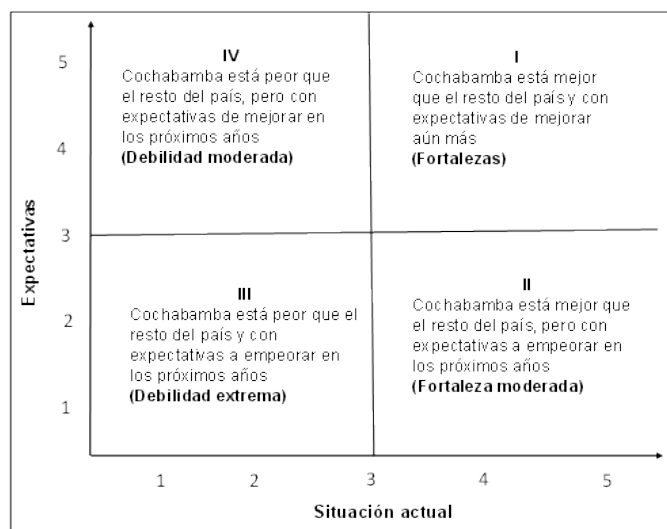 IV
Cochabamba está peor que
el resto del país, pero con
expectativas de mejorar en
los próximos años
(Debilidad moderada)
I
Cochabamba está mejor
que el resto del país y con
expectativas de mejorar
aún más
(Fortalezas)
III
Cochabamba está peor que el
resto del país y con
expectativas a empeorar en
los próximos años
(Debilidad extrema)
II
Cochabamba está mejor que
el resto del país, pero con
expectativas a empeorar en
los próximos años
(Fortaleza moderada)
Expectativas
5
4
3
2
1
1 2 3 4 5
Situación actual